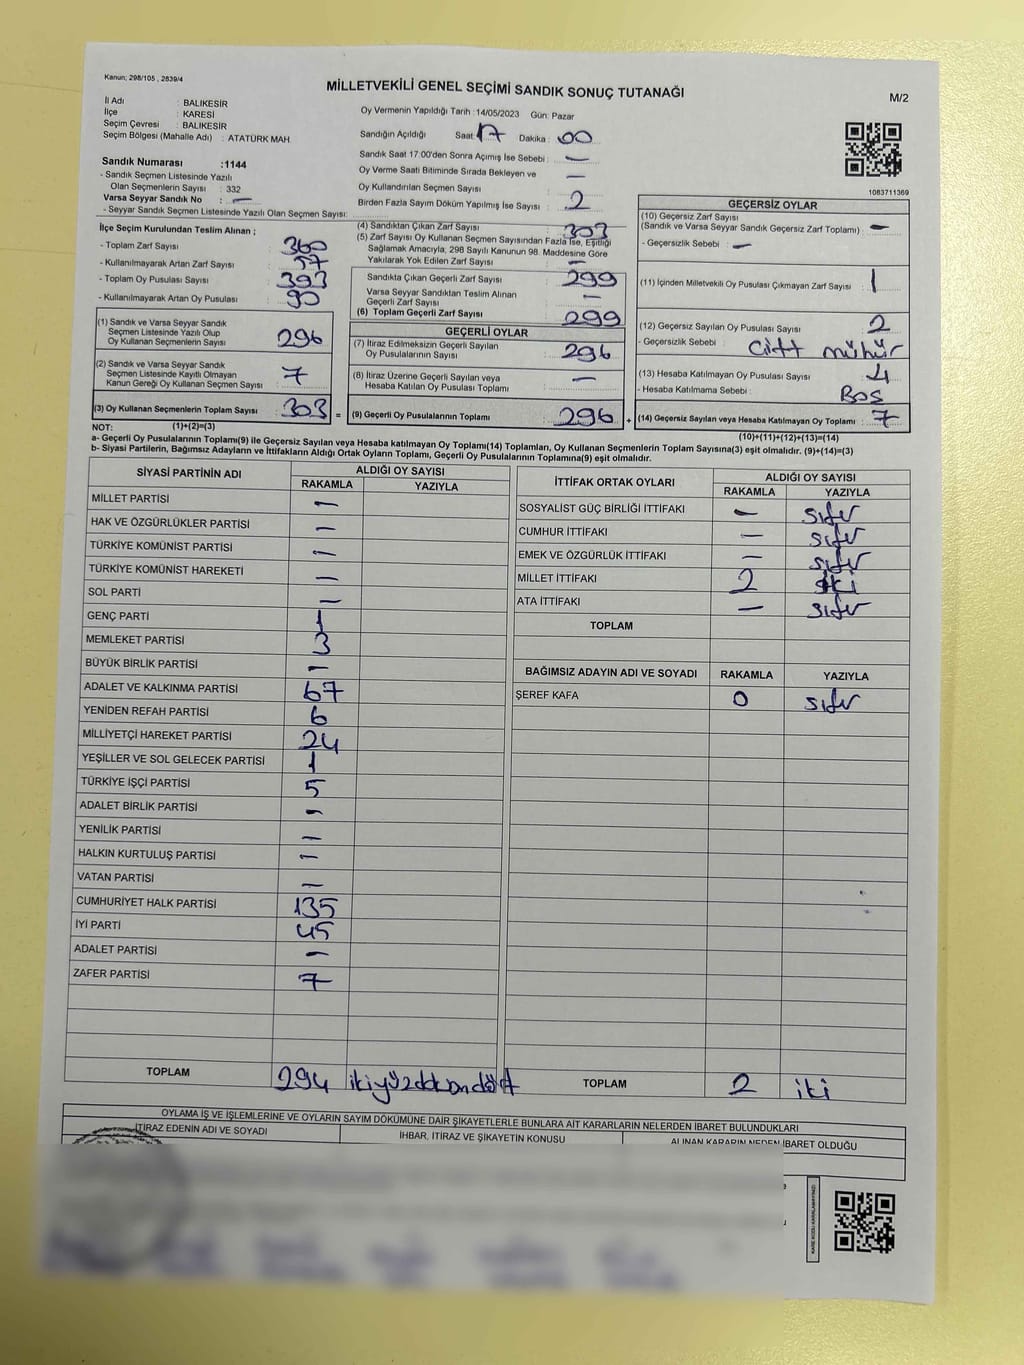 Kanun; 298/105 , 2839/4
MİLLETVEKİLİ GENEL SEÇİMİ SANDIK SONUÇ TUTANAĞI
M/2
İl Adı : BALIKESİR
İlçe : KARESİ
Seçim Çevresi : BALIKESİR
Seçim Bölgesi (Mahalle Adı) : ATATÜRK MAH
Oy Vermenin Yapıldığı Tarih : 14/05/2023 Gün: Pazar
Sandığın Açıldığı Saat : 17 Dakika : 00
Sandık Saat 17:00'den Sonra Açımış İse Sebebi : —
Oy Verme Saati Bitiminde Sırada Bekleyen ve
Oy Kullandırılan Seçmen Sayısı : —
Birden Fazla Sayım Döküm Yapılmış İse Sayısı : 2
Sandık Numarası :1144
- Sandık Seçmen Listesinde Yazılı
Olan Seçmenlerin Sayısı : 332
Varsa Seyyar Sandık No : —
- Seyyar Sandık Seçmen Listesinde Yazılı Olan Seçmen Sayısı:
1083711369
İlçe Seçim Kurulundan Teslim Alınan ;
- Toplam Zarf Sayısı : 360
- Kullanılmayarak Artan Zarf Sayısı : 57
- Toplam Oy Pusulası Sayısı : 393
- Kullanılmayarak Artan Oy Pusulası : 90
(1) Sandık ve Varsa Seyyar Sandık
Seçmen Listesinde Yazılı Olup
Oy Kullanan Seçmenlerin Sayısı : 296
(2) Sandık ve Varsa Seyyar Sandık
Seçmen Listesinde Kayıtlı Olmayan
Kanun Gereği Oy Kullanan Seçmen Sayısı : 7
(3) Oy Kullanan Seçmenlerin Toplam Sayısı : 303 =
(4) Sandıktan Çıkan Zarf Sayısı : 303
(5) Zarf Sayısı Oy Kullanan Seçmen Sayısından Fazla İse, Eşitliği
Sağlamak Amacıyla, 298 Sayılı Kanunun 98. Maddesine Göre
Yakılarak Yok Edilen Zarf Sayısı : —
Sandıkta Çıkan Geçerli Zarf Sayısı : 299
Varsa Seyyar Sandıktan Teslim Alınan
Geçerli Zarf Sayısı : —
(6) Toplam Geçerli Zarf Sayısı : 299
GEÇERLİ OYLAR
(7) İtiraz Edilmeksizin Geçerli Sayılan
Oy Pusulalarının Sayısı : 296
(8) İtiraz Üzerine Geçerli Sayılan veya
Hesaba Katılan Oy Pusulası Toplamı : —
(9) Geçerli Oy Pusulalarının Toplamı : 296 +
GEÇERSİZ OYLAR
(10) Geçersiz Zarf Sayısı
(Sandık ve Varsa Seyyar Sandık Geçersiz Zarf Toplamı) : —
- Geçersizlik Sebebi : —
(11) İçinden Milletvekili Oy Pusulası Çıkmayan Zarf Sayısı : 1
(12) Geçersiz Sayılan Oy Pusulası Sayısı : 2
- Geçersizlik Sebebi : Çift mühür
(13) Hesaba Katılmayan Oy Pusulası Sayısı : 4
- Hesaba Katılmama Sebebi : BOŞ
(14) Geçersiz Sayılan veya Hesaba Katılmayan Oy Toplamı : 7
NOT: (1)+(2)=(3)
(10)+(11)+(12)+(13)=(14)
a- Geçerli Oy Pusulalarının Toplamı(9) ile Geçersiz Sayılan veya Hesaba katılmayan Oy Toplamı(14) Toplamları, Oy Kullanan Seçmenlerin Toplam Sayısına(3) eşit olmalıdır. (9)+(14)=(3)
b- Siyasi Partilerin, Bağımsız Adayların ve İttifakların Aldığı Ortak Oyların Toplamı, Geçerli Oy Pusulalarının Toplamına(9) eşit olmalıdır.
SİYASİ PARTİNİN ADI ALDIĞI OY SAYISI
RAKAMLA YAZIYLA
MİLLET PARTİSİ —
HAK VE ÖZGÜRLÜKLER PARTİSİ —
TÜRKİYE KOMÜNİST PARTİSİ —
TÜRKİYE KOMÜNİST HAREKETİ —
SOL PARTİ —
GENÇ PARTİ 1
MEMLEKET PARTİSİ 3
BÜYÜK BİRLİK PARTİSİ —
ADALET VE KALKINMA PARTİSİ 67
YENİDEN REFAH PARTİSİ 6
MİLLİYETÇİ HAREKET PARTİSİ 24
YEŞİLLER VE SOL GELECEK PARTİSİ 1
TÜRKİYE İŞÇİ PARTİSİ 5
ADALET BİRLİK PARTİSİ —
YENİLİK PARTİSİ —
HALKIN KURTULUŞ PARTİSİ —
VATAN PARTİSİ —
CUMHURİYET HALK PARTİSİ 135
İYİ PARTİ 45
ADALET PARTİSİ —
ZAFER PARTİSİ 7
TOPLAM 294 ikiyüzdoksandört
İTTİFAK ORTAK OYLARI ALDIĞI OY SAYISI
RAKAMLA YAZIYLA
SOSYALİST GÜÇ BİRLİĞİ İTTİFAKI — sıfır
CUMHUR İTTİFAKI — sıfır
EMEK VE ÖZGÜRLÜK İTTİFAKI — sıfır
MİLLET İTTİFAKI 2 iki
ATA İTTİFAKI — sıfır
TOPLAM
BAĞIMSIZ ADAYIN ADI VE SOYADI RAKAMLA YAZIYLA
ŞEREF KAFA 0 sıfır
TOPLAM 2 iki
OYLAMA İŞ VE İŞLEMLERİNE VE OYLARIN SAYIM DÖKÜMÜNE DAİR ŞİKAYETLERLE BUNLARA AİT KARARLARIN NELERDEN İBARET BULUNDUKLARI
İTİRAZ EDENİN ADI VE SOYADI İHBAR, İTİRAZ VE ŞİKAYETİN KONUSU ALINAN KARARIN NEDEN İBARET OLDUĞU